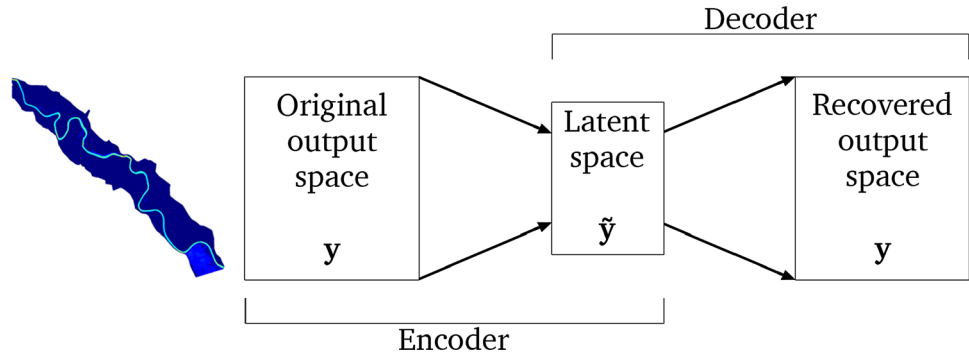 Decoder
Original
output
space
y
Latent
space
ỹ
Recovered
output
space
y
Encoder